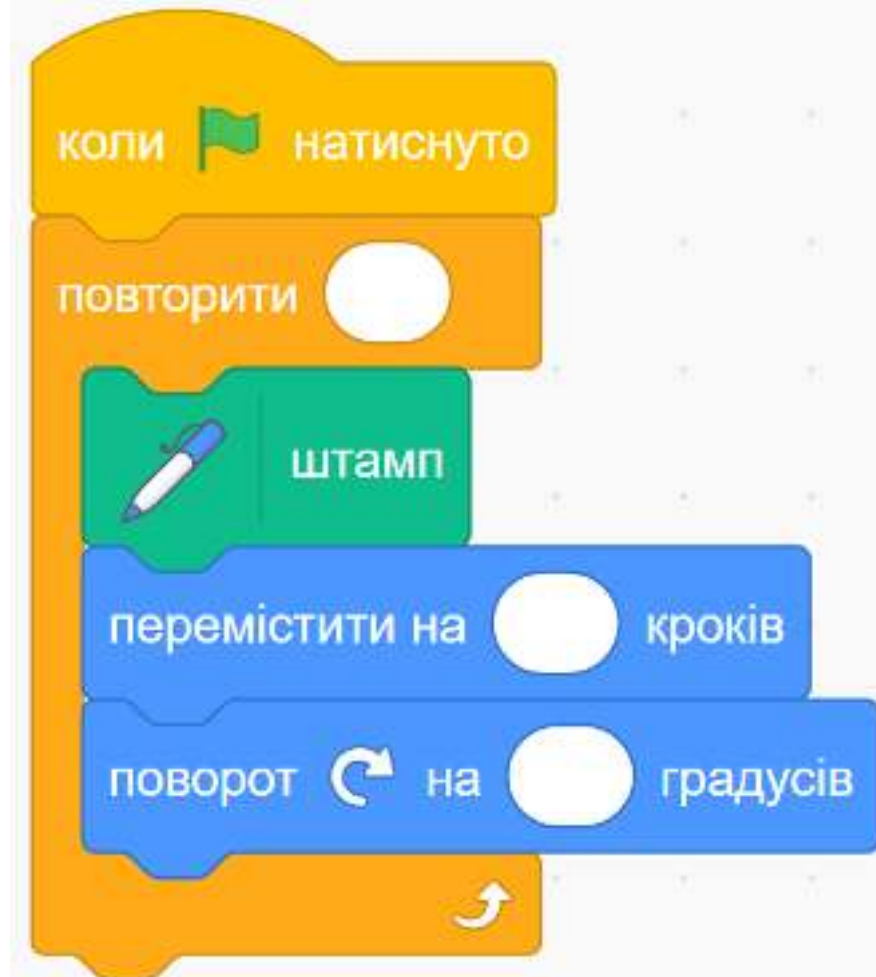 коли натиснуто
повторити
штамп
перемістити на кроків
поворот на градусів